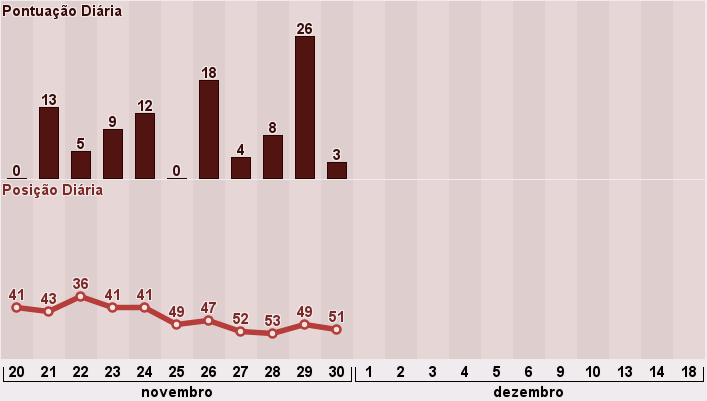 Pontuação Diária
0 13 5 9 12 0 18 4 8 26 3
Posição Diária
41 43 36 41 41 49 47 52 53 49 51
20 21 22 23 24 25 26 27 28 29 30 1 2 3 4 5 6 9 10 13 14 18
novembro dezembro